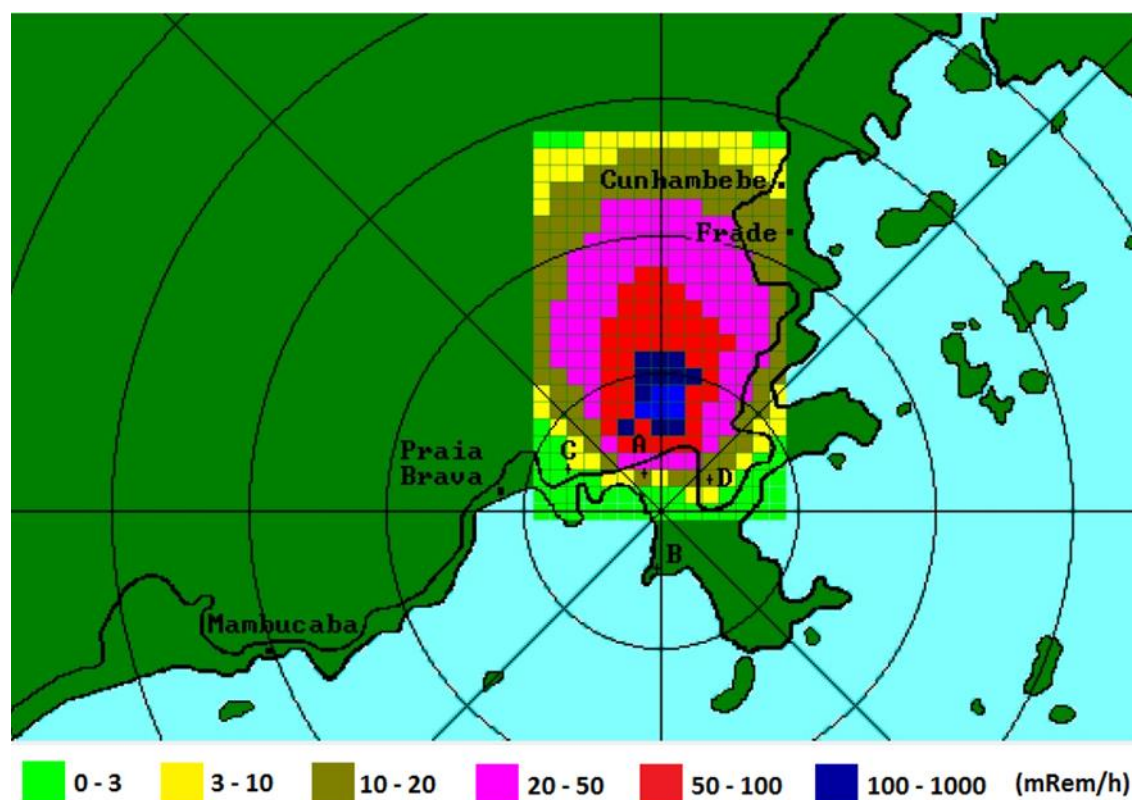 Cunhambebe
Frade
Praia
Brava
C
A
D
B
Mambucaba
0 - 3
3 - 10
10 - 20
20 - 50
50 - 100
100 - 1000
(mRem/h)